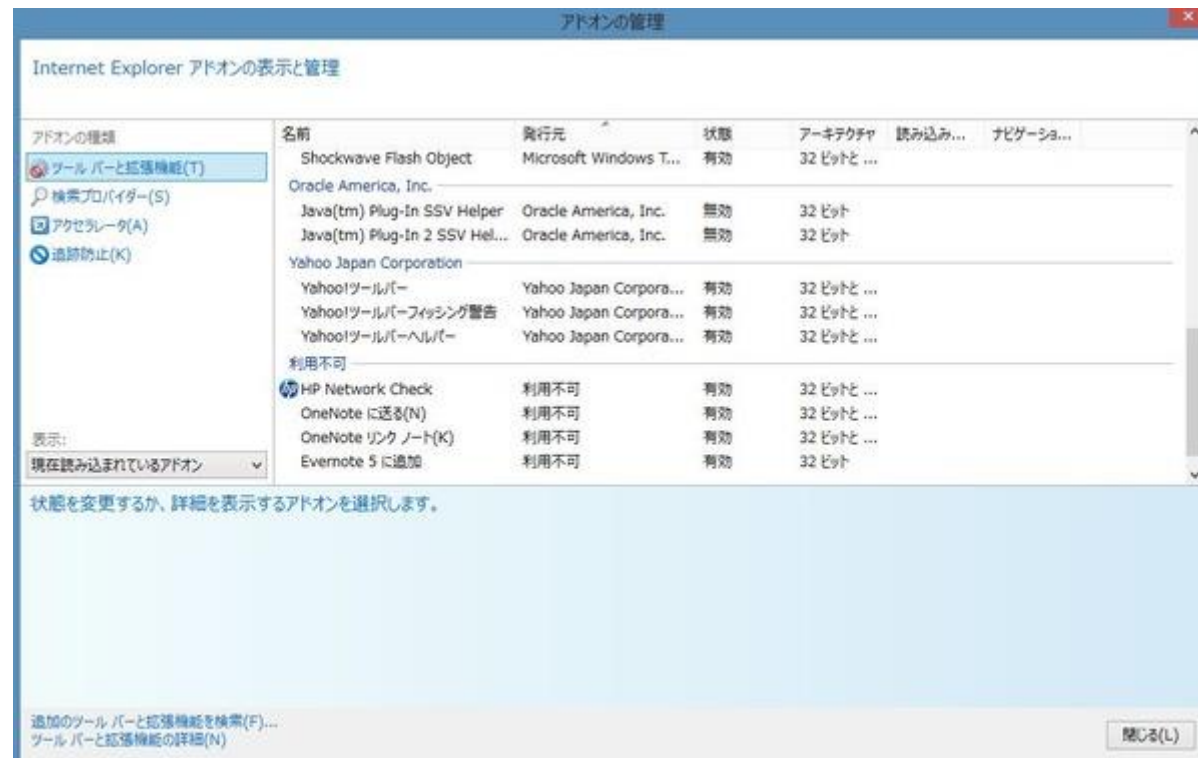 アドオンの管理
Internet Explorer アドオンの表示と管理
アドオンの種類
ツール バーと拡張機能(T)
検索プロバイダー(S)
アクセラレータ(A)
追跡防止(K)
表示:
現在読み込まれているアドオン
名前 発行元 状態 アーキテクチャ 読み込み... ナビゲーショ...
Shockwave Flash Object Microsoft Windows T... 有効 32 ビットと ...
Oracle America, Inc.
Java(tm) Plug-In SSV Helper Oracle America, Inc. 無効 32 ビット
Java(tm) Plug-In 2 SSV Hel... Oracle America, Inc. 無効 32 ビット
Yahoo Japan Corporation
Yahoo!ツールバー Yahoo Japan Corpora... 有効 32 ビットと ...
Yahoo!ツールバーフィッシング警告 Yahoo Japan Corpora... 有効 32 ビットと ...
Yahoo!ツールバーヘルパー Yahoo Japan Corpora... 有効 32 ビットと ...
利用不可
hp HP Network Check 利用不可 有効 32 ビットと ...
OneNote に送る(N) 利用不可 有効 32 ビットと ...
OneNote リンク ノート(K) 利用不可 有効 32 ビットと ...
Evernote 5 に追加 利用不可 有効 32 ビット
状態を変更するか、詳細を表示するアドオンを選択します。
追加のツール バーと拡張機能を検索(F)...
ツール バーと拡張機能の詳細(N)
閉じる(L)